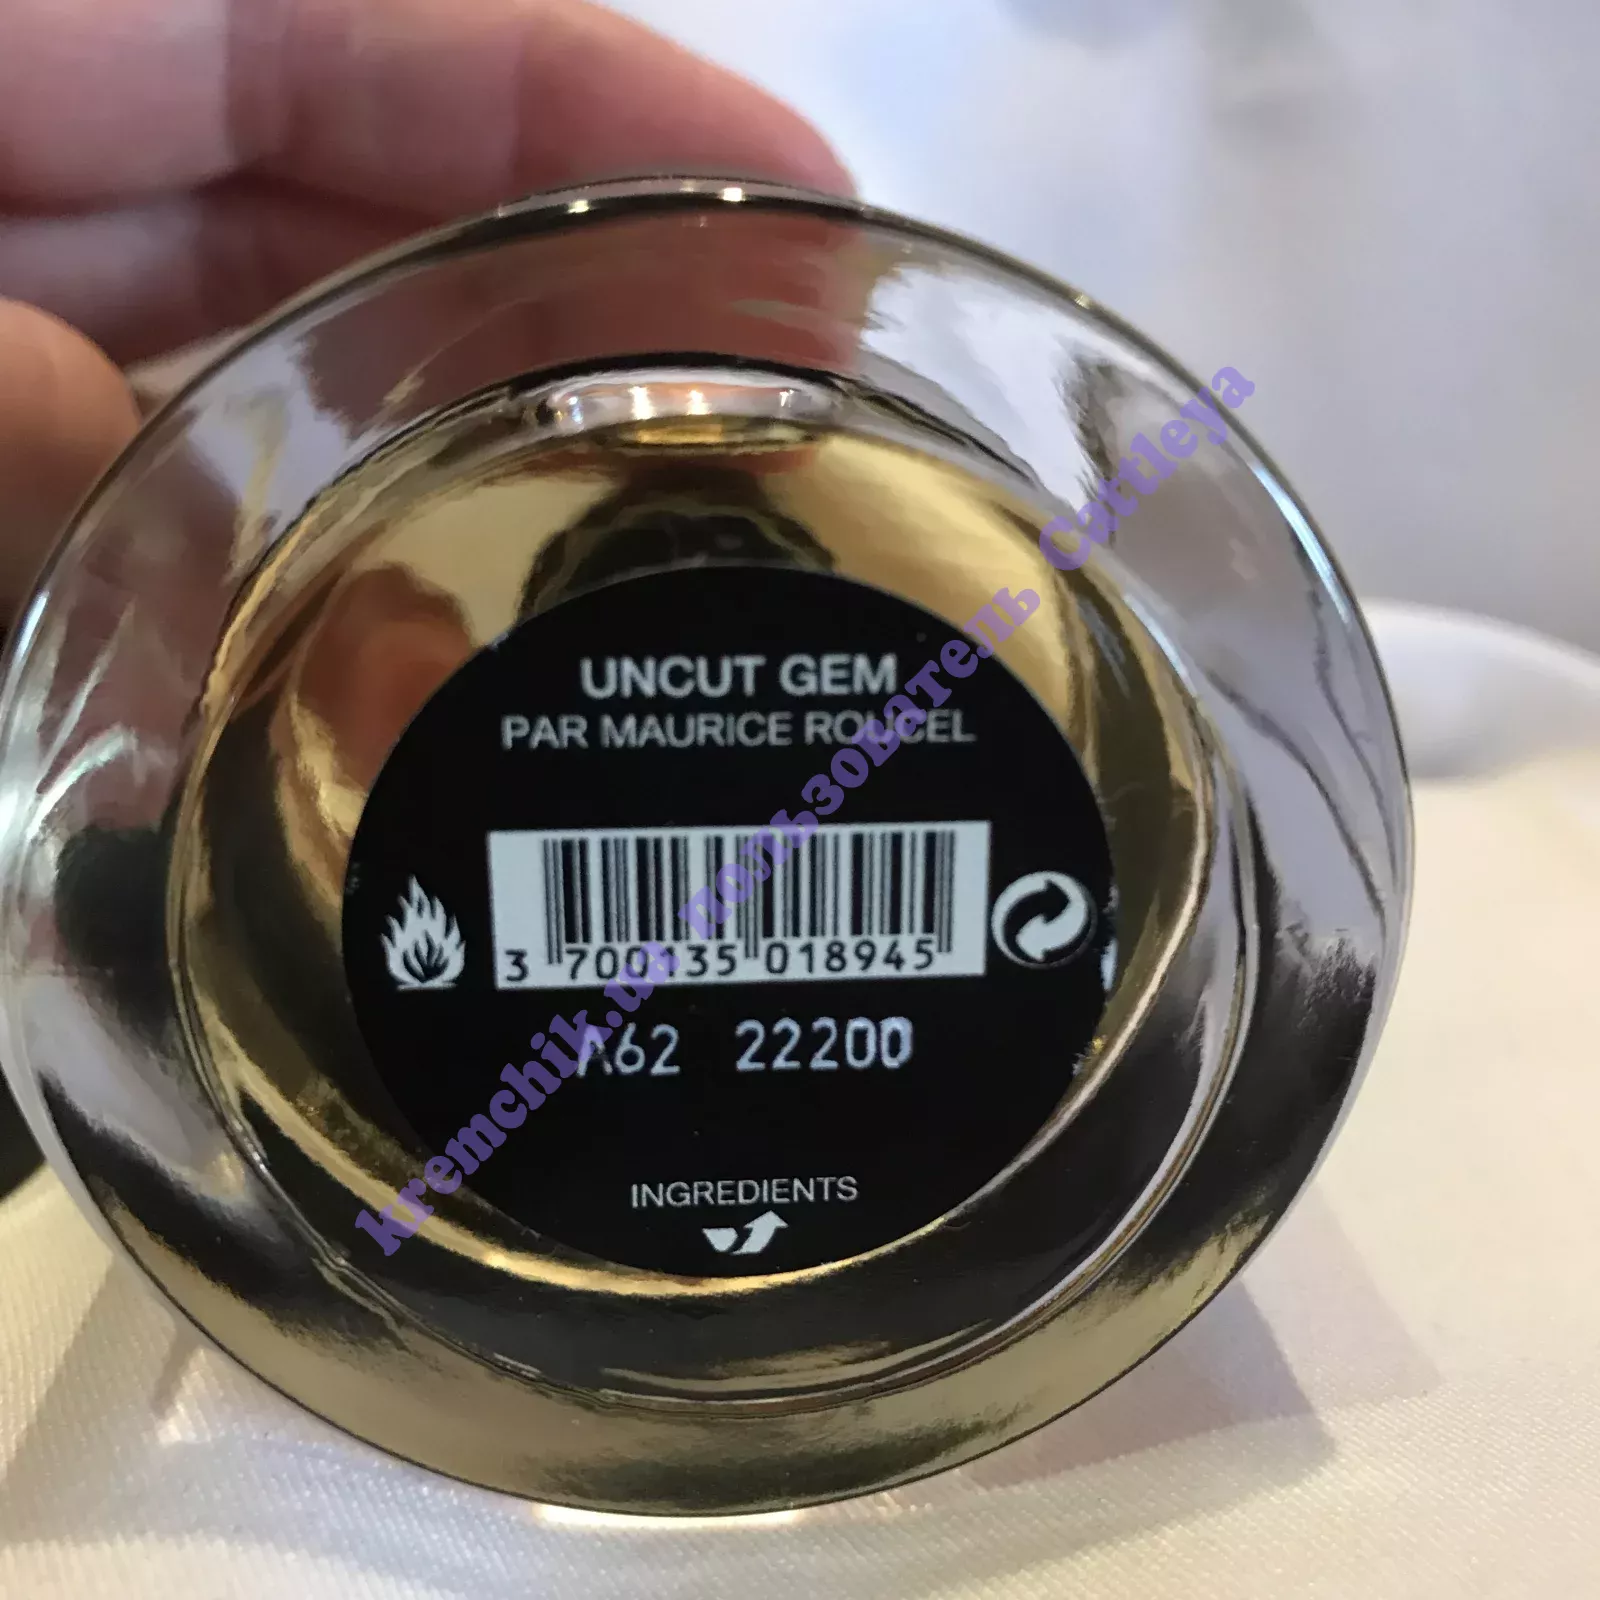 UNCUT GEM
PAR MAURICE ROUCEL
3 700135 018945
A62 22200
INGREDIENTS
kremchik.ua пользователь Cattleya